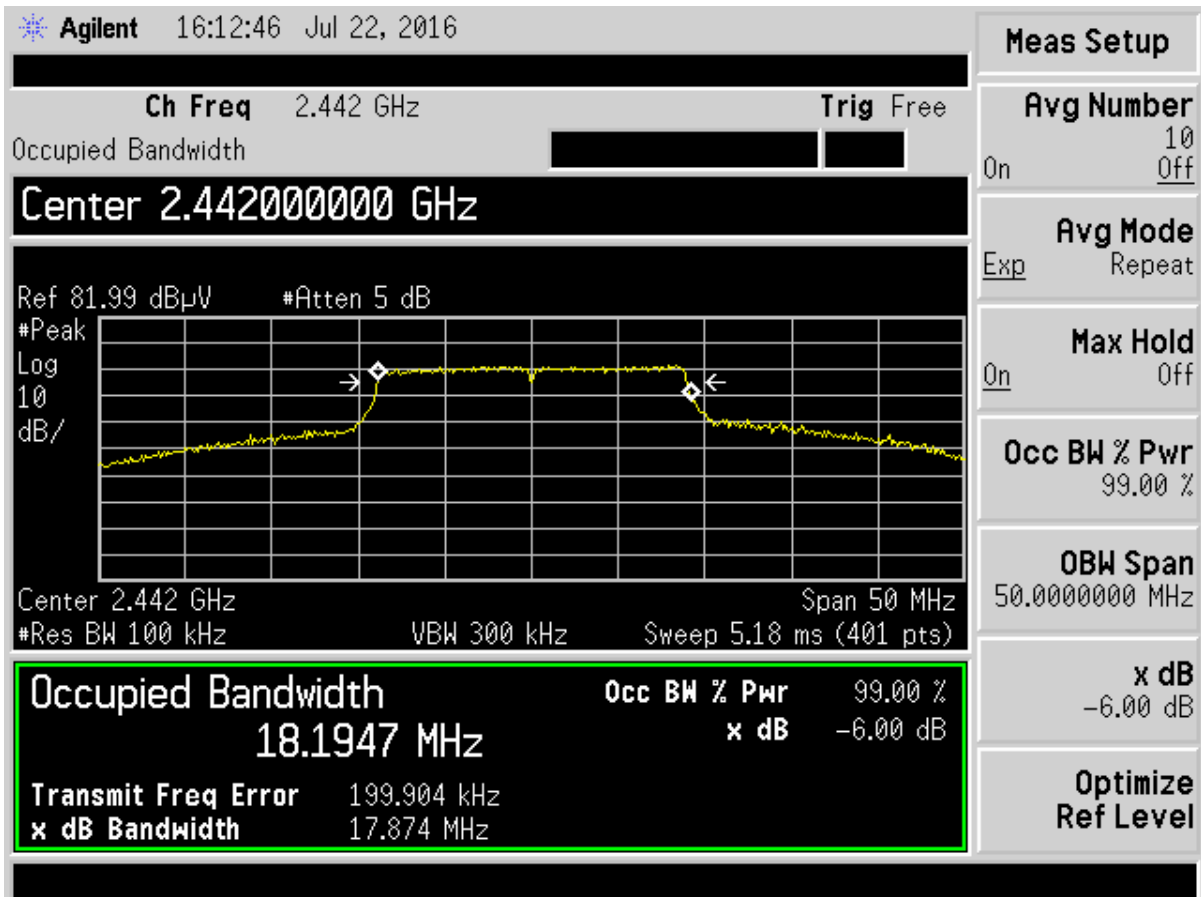 Agilent 16:12:46 Jul 22, 2016
Meas Setup
Ch Freq 2.442 GHz Trig Free
Occupied Bandwidth
Center 2.442000000 GHz
Ref 81.99 dBµV #Atten 5 dB
#Peak
Log
10
dB/
Center 2.442 GHz Span 50 MHz
#Res BW 100 kHz VBW 300 kHz Sweep 5.18 ms (401 pts)
Occupied Bandwidth
18.1947 MHz
Occ BW % Pwr 99.00 %
x dB -6.00 dB
Transmit Freq Error 199.904 kHz
x dB Bandwidth 17.874 MHz
Avg Number
10
On Off
Avg Mode
Exp Repeat
Max Hold
On Off
Occ BW % Pwr
99.00 %
OBW Span
50.0000000 MHz
x dB
-6.00 dB
Optimize
Ref Level